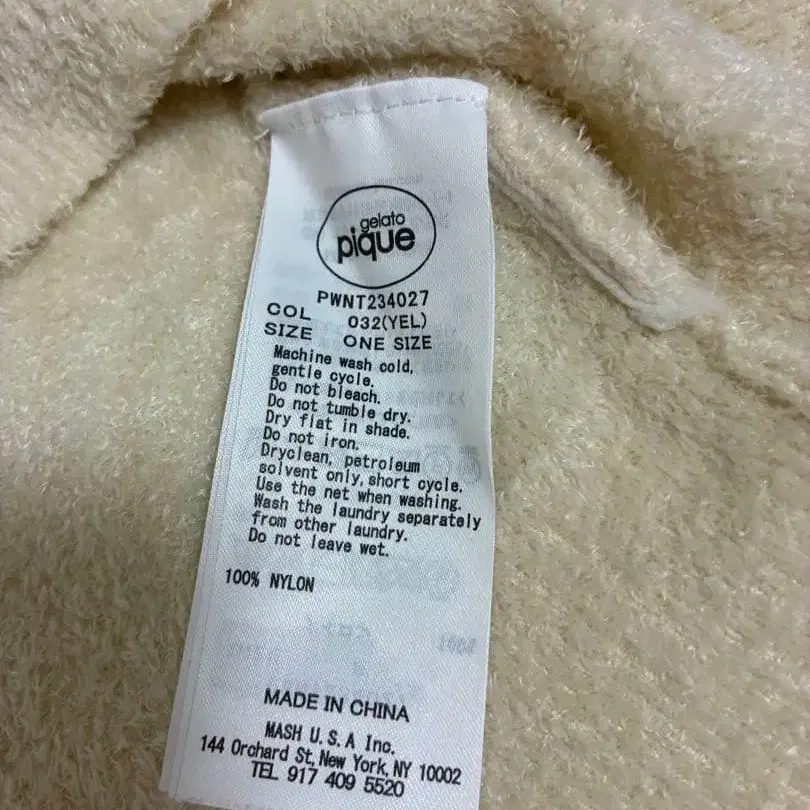 gelato
pique
PWNT234027
COL 032(YEL)
SIZE ONE SIZE
Machine wash cold,
gentle cycle.
Do not bleach.
Do not tumble dry.
Dry flat in shade.
Do not iron.
Dryclean, petroleum
solvent only, short cycle.
Use the net when washing.
Wash the laundry separately
from other laundry.
Do not leave wet.
100% NYLON
MADE IN CHINA
MASH U.S.A Inc.
144 Orchard St, New York, NY 10002
TEL 917 409 5520